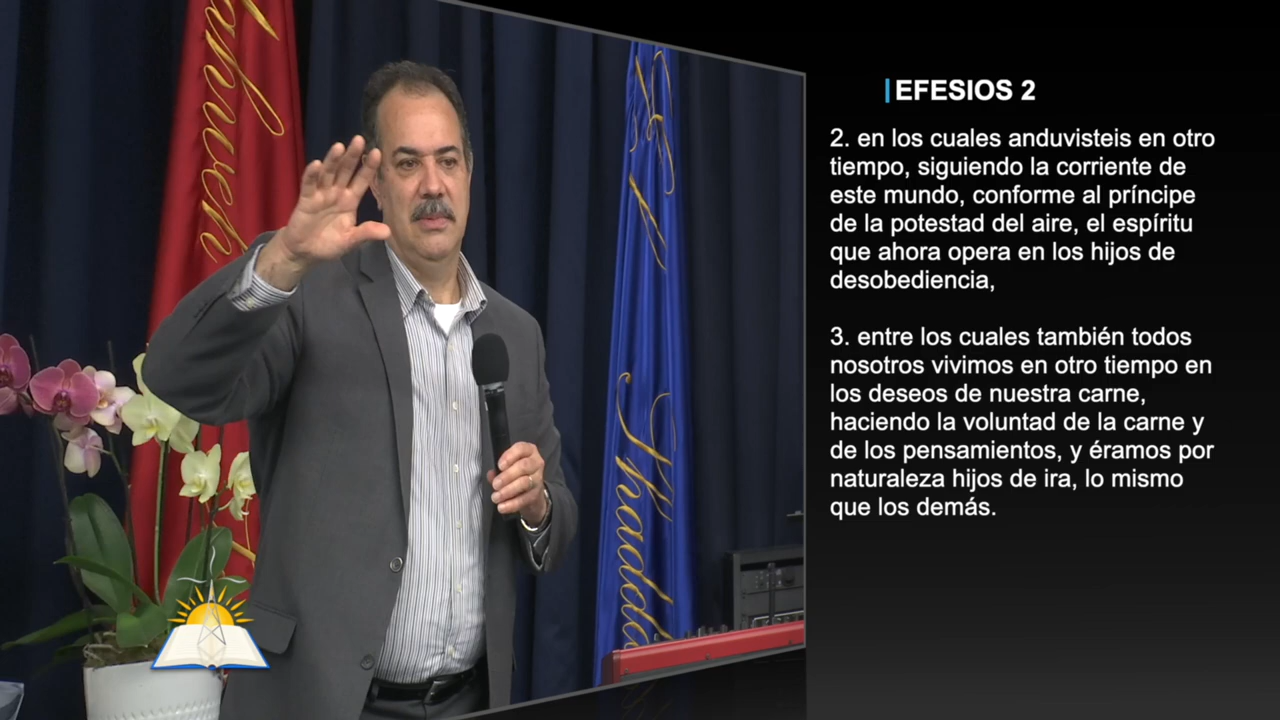 ahweh
Shadda
EFESIOS 2
2. en los cuales anduvisteis en otro
tiempo, siguiendo la corriente de
este mundo, conforme al príncipe
de la potestad del aire, el espíritu
que ahora opera en los hijos de
desobediencia,
3. entre los cuales también todos
nosotros vivimos en otro tiempo en
los deseos de nuestra carne,
haciendo la voluntad de la carne y
de los pensamientos, y éramos por
naturaleza hijos de ira, lo mismo
que los demás.